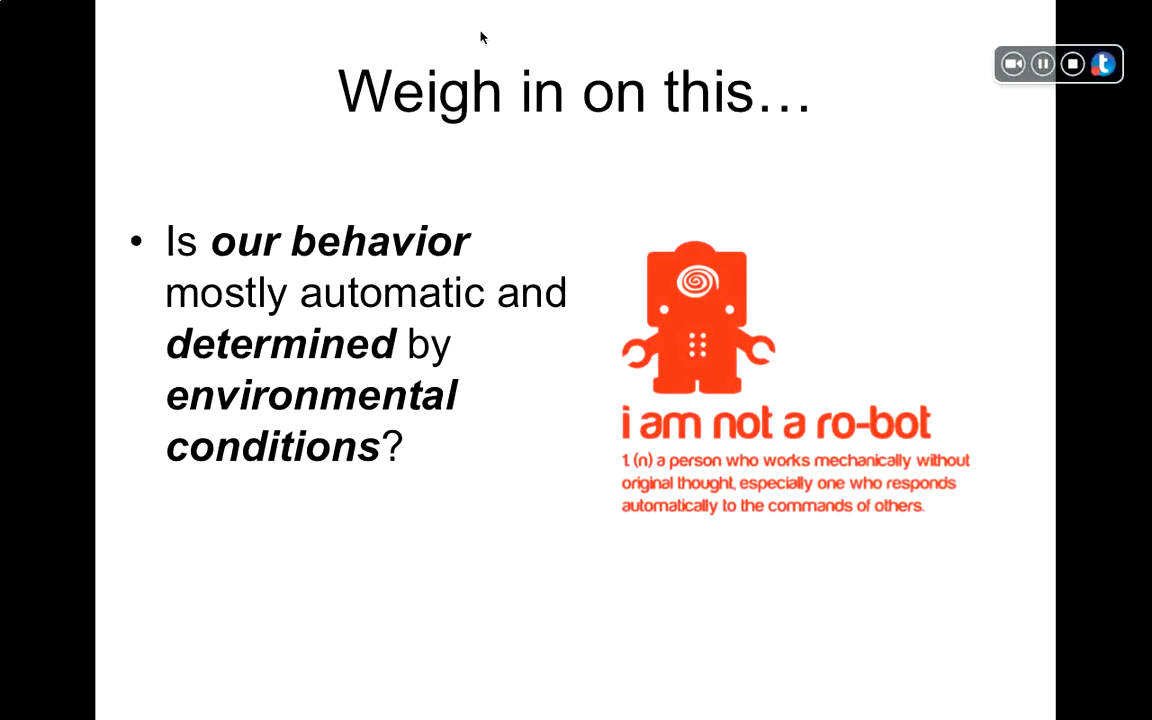 Weigh in on this…
• Is our behavior
mostly automatic and
determined by
environmental
conditions?
i am not a ro-bot
1. (n) a person who works mechanically without
original thought, especially one who responds
automatically to the commands of others.
t